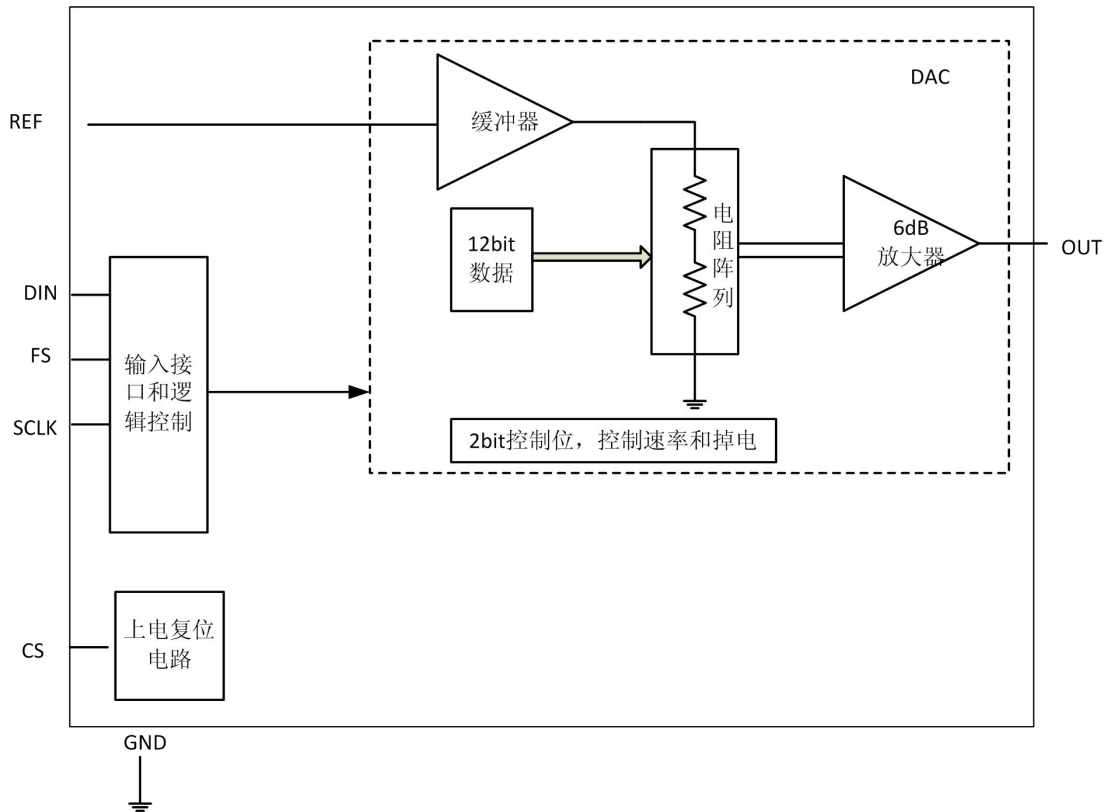 DAC
REF
缓冲器
电
阻
阵
列
12bit
数据
6dB
放大器
OUT
DIN
FS
SCLK
输入接
口和逻
辑控制
2bit控制位，控制速率和掉电
CS
上电复位
电路
GND